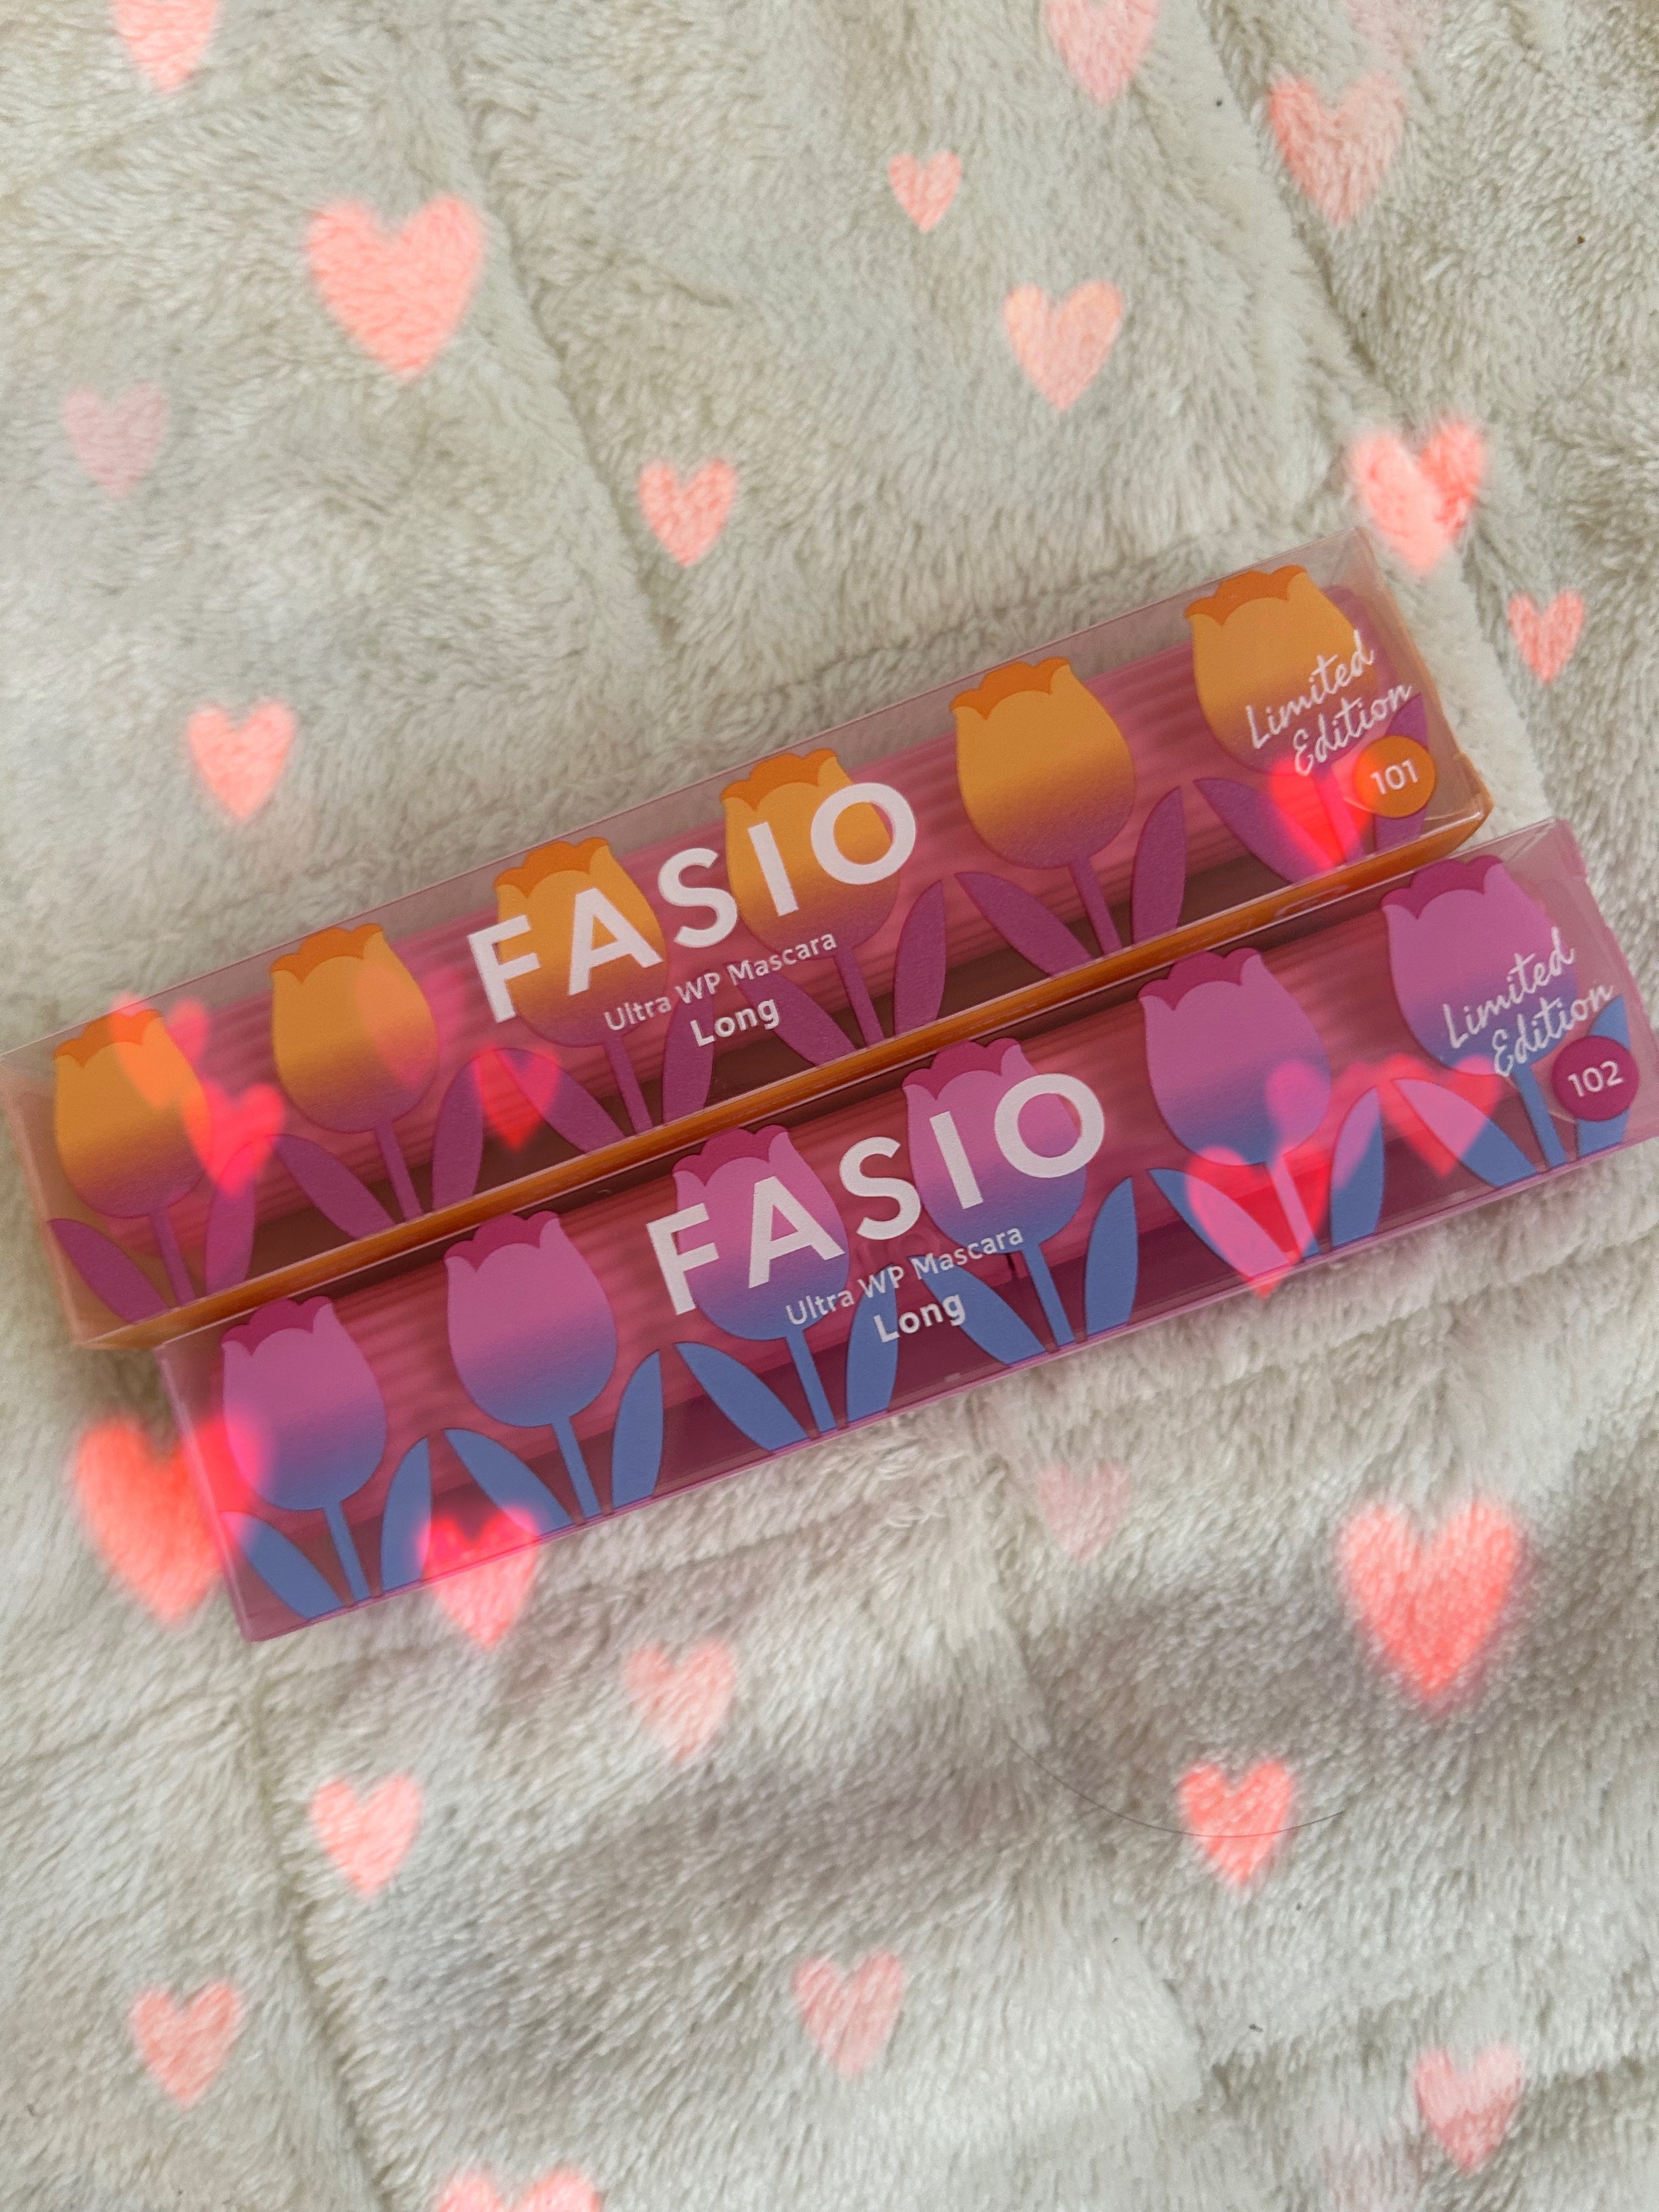 FASIO
Ultra WP Mascara
Long
Limited
Edition
101
FASIO
Ultra WP Mascara
Long
Limited
Edition
102